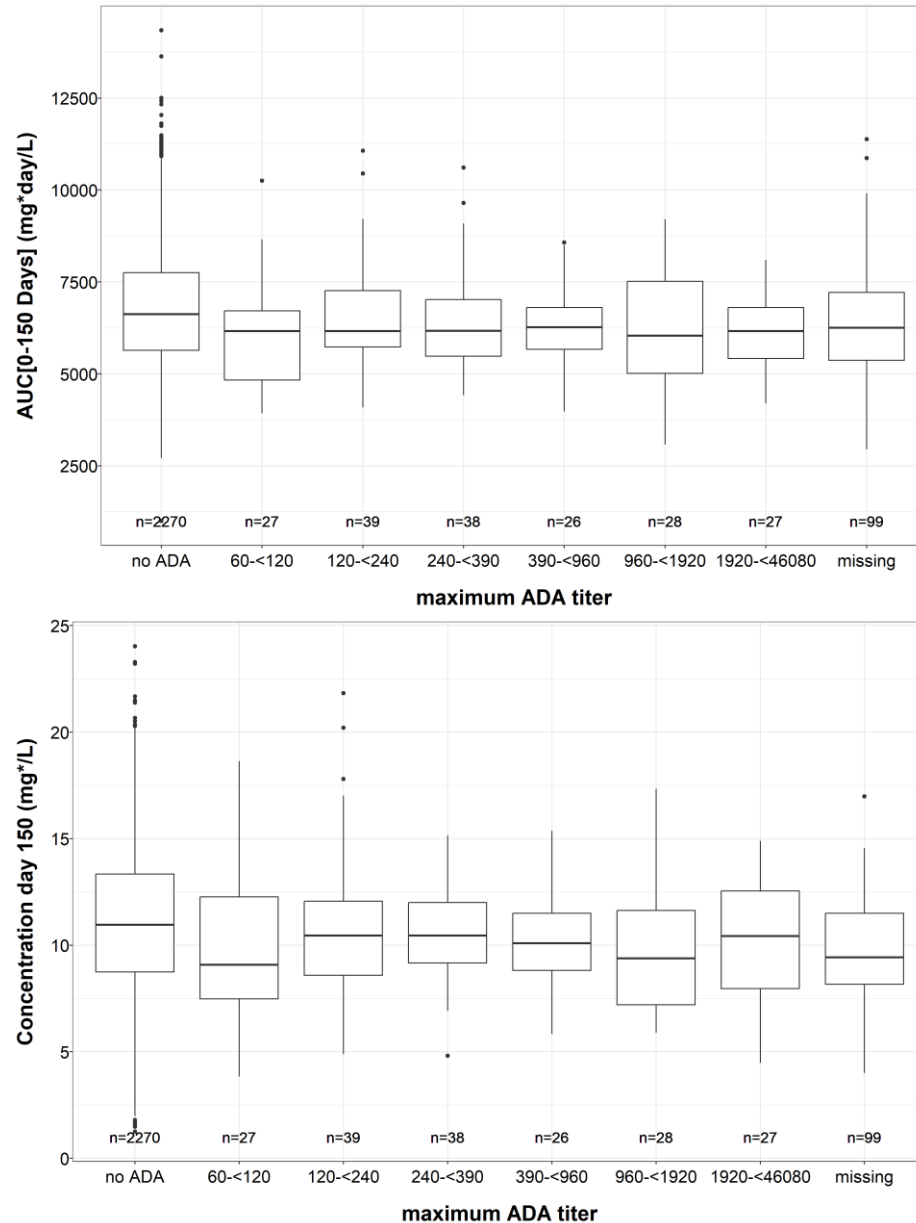 12500
10000
7500
5000
2500
AUC[0-150 Days] (mg*day/L)
n=2270 n=27 n=39 n=38 n=26 n=28 n=27 n=99
no ADA 60-<120 120-<240 240-<390 390-<960 960-<1920 1920-<46080 missing
maximum ADA titer
25
20
15
10
5
0
Concentration day 150 (mg*/L)
n=2270 n=27 n=39 n=38 n=26 n=28 n=27 n=99
no ADA 60-<120 120-<240 240-<390 390-<960 960-<1920 1920-<46080 missing
maximum ADA titer